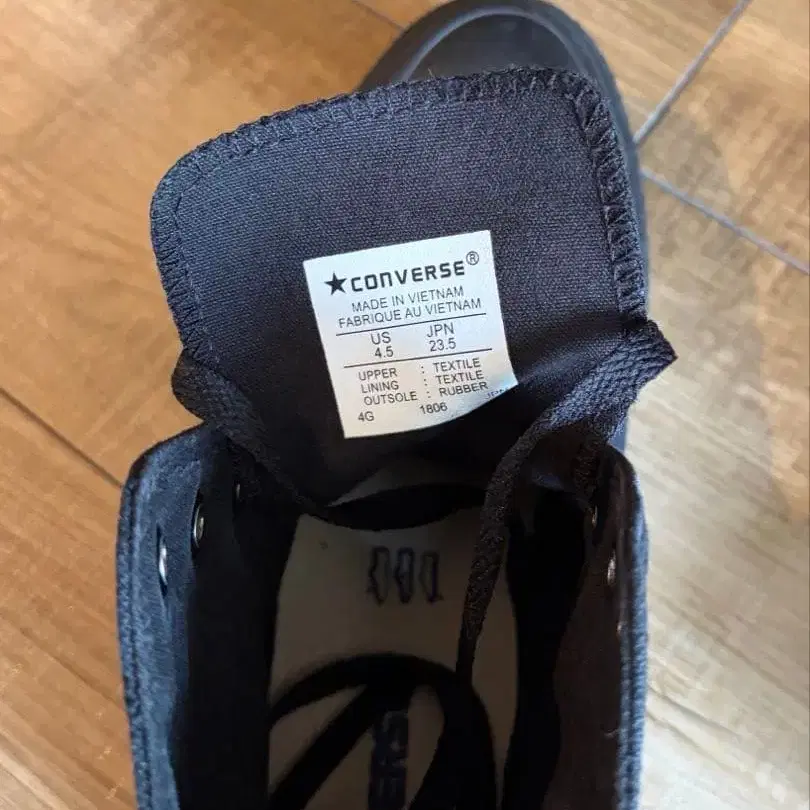 ★CONVERSE®
MADE IN VIETNAM
FABRIQUE AU VIETNAM
US JPN
4.5 23.5
UPPER : TEXTILE
LINING : TEXTILE
OUTSOLE : RUBBER
4G 1806